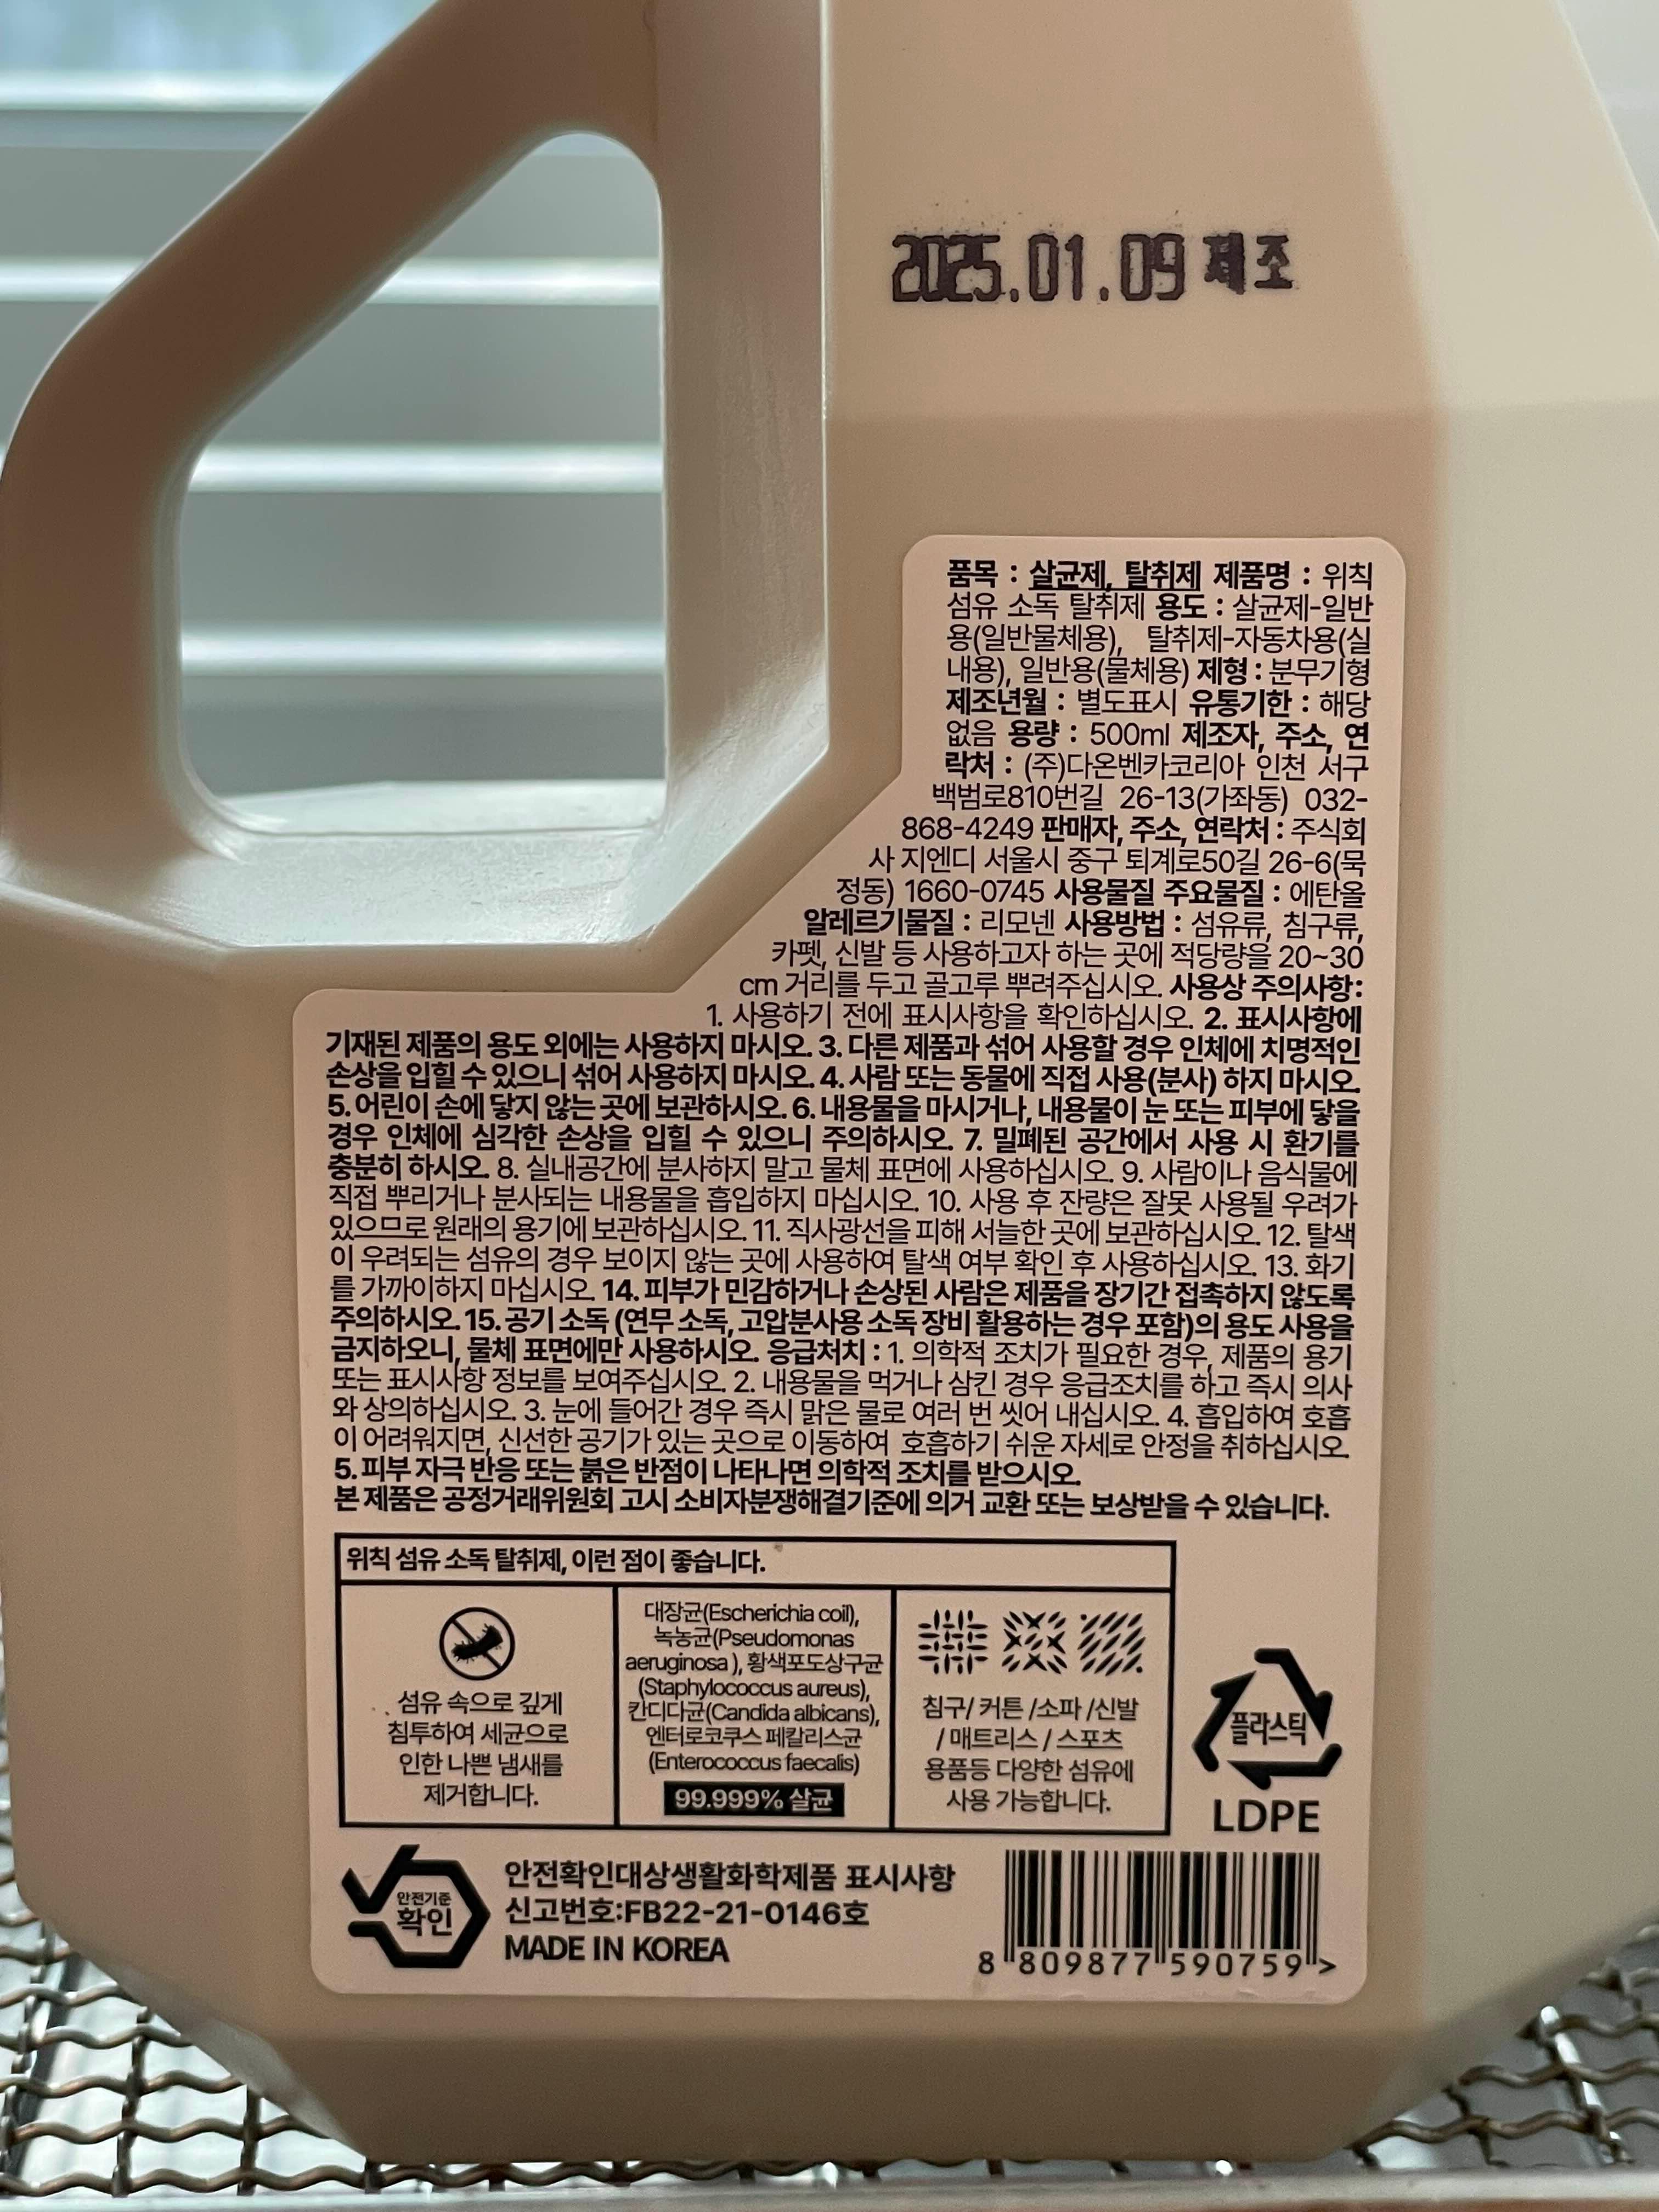 2025.01.09 제조
품목 : 살균제, 탈취제 제품명 : 위칙
섬유 소독 탈취제 용도 : 살균제-일반
용(일반물체용), 탈취제-자동차용(실
내용), 일반용(물체용) 제형 : 분무기형
제조년월 : 별도표시 유통기한 : 해당
없음 용량 : 500ml 제조자, 주소, 연
락처 : (주)다온벤카코리아 인천 서구
백범로810번길 26-13(가좌동) 032-
868-4249 판매자, 주소, 연락처 : 주식회
사 지엔디 서울시 중구 퇴계로50길 26-6(묵
정동) 1660-0745 사용물질 주요물질 : 에탄올
알레르기물질 : 리모넨 사용방법 : 섬유류, 침구류,
카펫, 신발 등 사용하고자 하는 곳에 적당량을 20~30
cm 거리를 두고 골고루 뿌려주십시오. 사용상 주의사항:
1. 사용하기 전에 표시사항을 확인하십시오. 2. 표시사항에
기재된 제품의 용도 외에는 사용하지 마시오. 3. 다른 제품과 섞어 사용할 경우 인체에 치명적인
손상을 입힐 수 있으니 섞어 사용하지 마시오. 4. 사람 또는 동물에 직접 사용(분사) 하지 마시오.
5. 어린이 손에 닿지 않는 곳에 보관하시오. 6. 내용물을 마시거나, 내용물이 눈 또는 피부에 닿을
경우 인체에 심각한 손상을 입힐 수 있으니 주의하시오. 7. 밀폐된 공간에서 사용 시 환기를
충분히 하시오. 8. 실내공간에 분사하지 말고 물체 표면에 사용하십시오. 9. 사람이나 음식물에
직접 뿌리거나 분사되는 내용물을 흡입하지 마십시오. 10. 사용 후 잔량은 잘못 사용될 우려가
있으므로 원래의 용기에 보관하십시오. 11. 직사광선을 피해 서늘한 곳에 보관하십시오. 12. 탈색
이 우려되는 섬유의 경우 보이지 않는 곳에 사용하여 탈색 여부 확인 후 사용하십시오. 13. 화기
를 가까이하지 마십시오. 14. 피부가 민감하거나 손상된 사람은 제품을 장기간 접촉하지 않도록
주의하시오. 15. 공기 소독 (연무 소독, 고압분사용 소독 장비 활용하는 경우 포함)의 용도 사용을
금지하오니, 물체 표면에만 사용하시오. 응급처치 : 1. 의학적 조치가 필요한 경우, 제품의 용기
또는 표시사항 정보를 보여주십시오. 2. 내용물을 먹거나 삼킨 경우 응급조치를 하고 즉시 의사
와 상의하십시오. 3. 눈에 들어간 경우 즉시 맑은 물로 여러 번 씻어 내십시오. 4. 흡입하여 호흡
이 어려워지면, 신선한 공기가 있는 곳으로 이동하여 호흡하기 쉬운 자세로 안정을 취하십시오.
5. 피부 자극 반응 또는 붉은 반점이 나타나면 의학적 조치를 받으시오.
본 제품은 공정거래위원회 고시 소비자분쟁해결기준에 의거 교환 또는 보상받을 수 있습니다.
위칙 섬유 소독 탈취제, 이런 점이 좋습니다.
섬유 속으로 깊게
침투하여 세균으로
인한 나쁜 냄새를
제거합니다.
대장균(Escherichia coil),
녹농균(Pseudomonas
aeruginosa ), 황색포도상구균
(Staphylococcus aureus),
칸디다균(Candida albicans),
엔터로코쿠스 페칼리스균
(Enterococcus faecalis)
99.999% 살균
침구/ 커튼 /소파 /신발
/ 매트리스 / 스포츠
용품등 다양한 섬유에
사용 가능합니다.
플라스틱
LDPE
안전기준
확인
안전확인대상생활화학제품 표시사항
신고번호:FB22-21-0146호
MADE IN KOREA
8 809877 590759 >